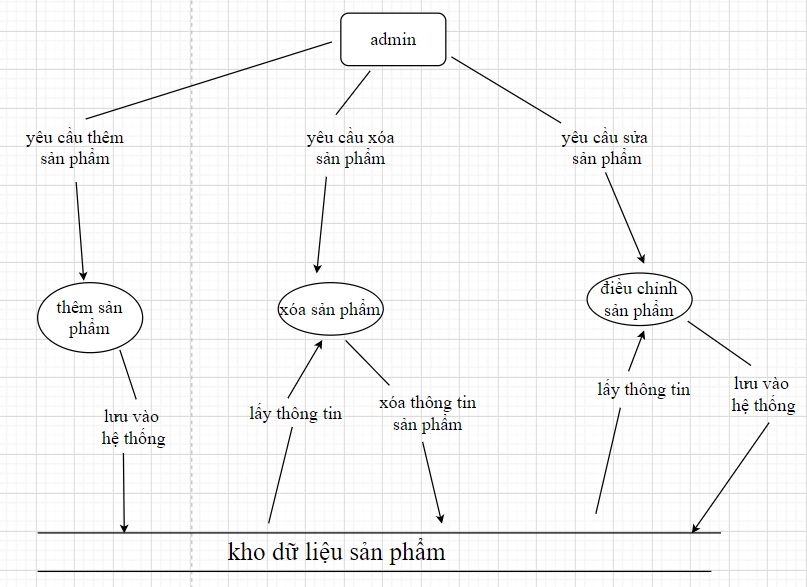 admin
yêu cầu thêm
sản phẩm
yêu cầu xóa
sản phẩm
yêu cầu sửa
sản phẩm
thêm sản
phẩm
xóa sản phẩm
điều chỉnh
sản phẩm
lưu vào
hệ thống
lấy thông tin
xóa thông tin
sản phẩm
lấy thông tin
lưu vào
hệ thống
kho dữ liệu sản phẩm